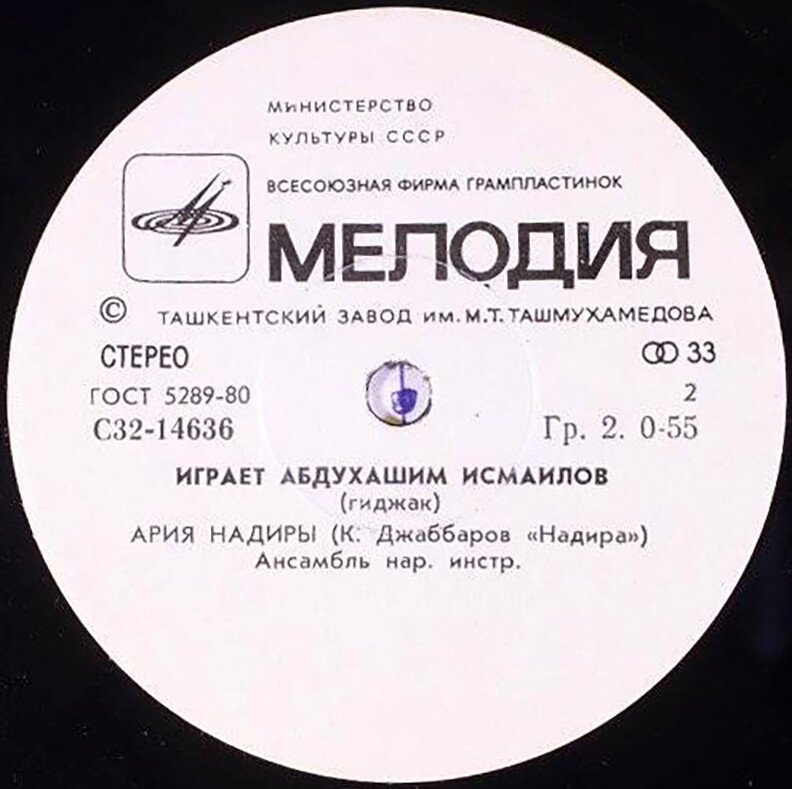 МИНИСТЕРСТВО
КУЛЬТУРЫ СССР
ВСЕСОЮЗНАЯ ФИРМА ГРАМПЛАСТИНОК
МЕЛОДИЯ
© ТАШКЕНТСКИЙ ЗАВОД ИМ. М.Т. ТАШМУХАМЕДОВА
СТЕРЕО 33
ГОСТ 5289-80 2
С32-14636 Гр. 2. 0-55
ИГРАЕТ АБДУХАШИМ ИСМАИЛОВ
(гиджак)
АРИЯ НАДИРЫ (К. Джаббаров «Надира»)
Ансамбль нар. инстр.